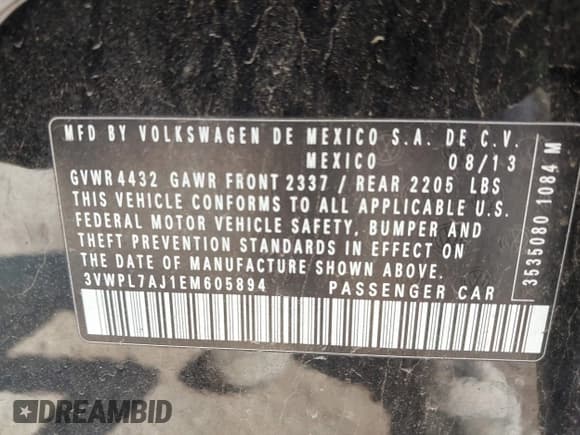 MFD BY VOLKSWAGEN DE MEXICO S.A. DE C.V.
MEXICO 08/13
GVWR 4432 GAWR FRONT 2337 / REAR 2205 LBS
THIS VEHICLE CONFORMS TO ALL APPLICABLE U.S.
FEDERAL MOTOR VEHICLE SAFETY, BUMPER AND
THEFT PREVENTION STANDARDS IN EFFECT ON
THE DATE OF MANUFACTURE SHOWN ABOVE.
3VWPL7AJ1EM605894 PASSENGER CAR
3535080 1084 M
DREAMBID